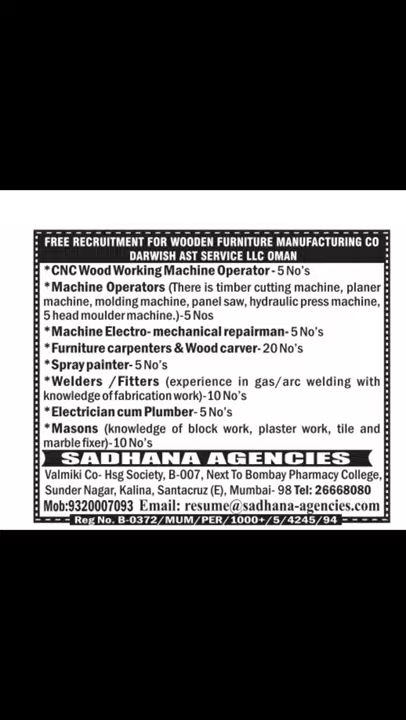 FREE RECRUITMENT FOR WOODEN FURNITURE MANUFACTURING CO
DARWISH AST SERVICE LLC OMAN
*CNC Wood Working Machine Operator - 5 No's
*Machine Operators (There is timber cutting machine, planer
machine, molding machine, panel saw, hydraulic press machine,
5 head moulder machine.)-5 Nos
*Machine Electro- mechanical repairman- 5 No's
*Furniture carpenters & Wood carver- 20 No's
*Spray painter- 5 No's
*Welders /Fitters (experience in gas/arc welding with
knowledge of fabrication work)-10 No's
*Electrician cum Plumber- 5 No's
*Masons (knowledge of block work, plaster work, tile and
marble fixer)-10 No's
SADHANA AGENCIES
Valmiki Co- Hsg Society, B-007, Next To Bombay Pharmacy College,
Sunder Nagar, Kalina, Santacruz (E), Mumbai- 98 Tel: 26668080
Mob:9320007093 Email: resume@sadhana-agencies.com
Reg No. B-0372/MUM/PER/1000+/5/4245/94